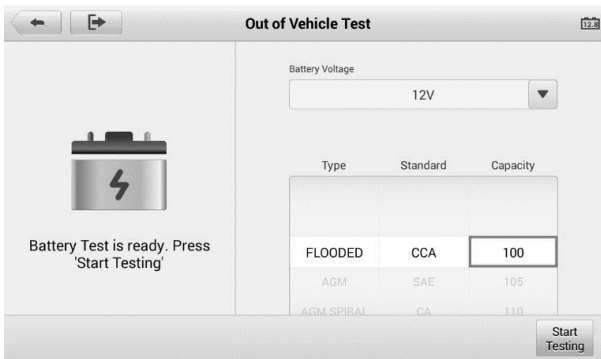 Out of Vehicle Test
12.8
Battery Voltage
12V
Type Standard Capacity
FLOODED CCA 100
AGM SAE 105
AGM SPIRAL CA 110
Battery Test is ready. Press
'Start Testing'
Start
Testing